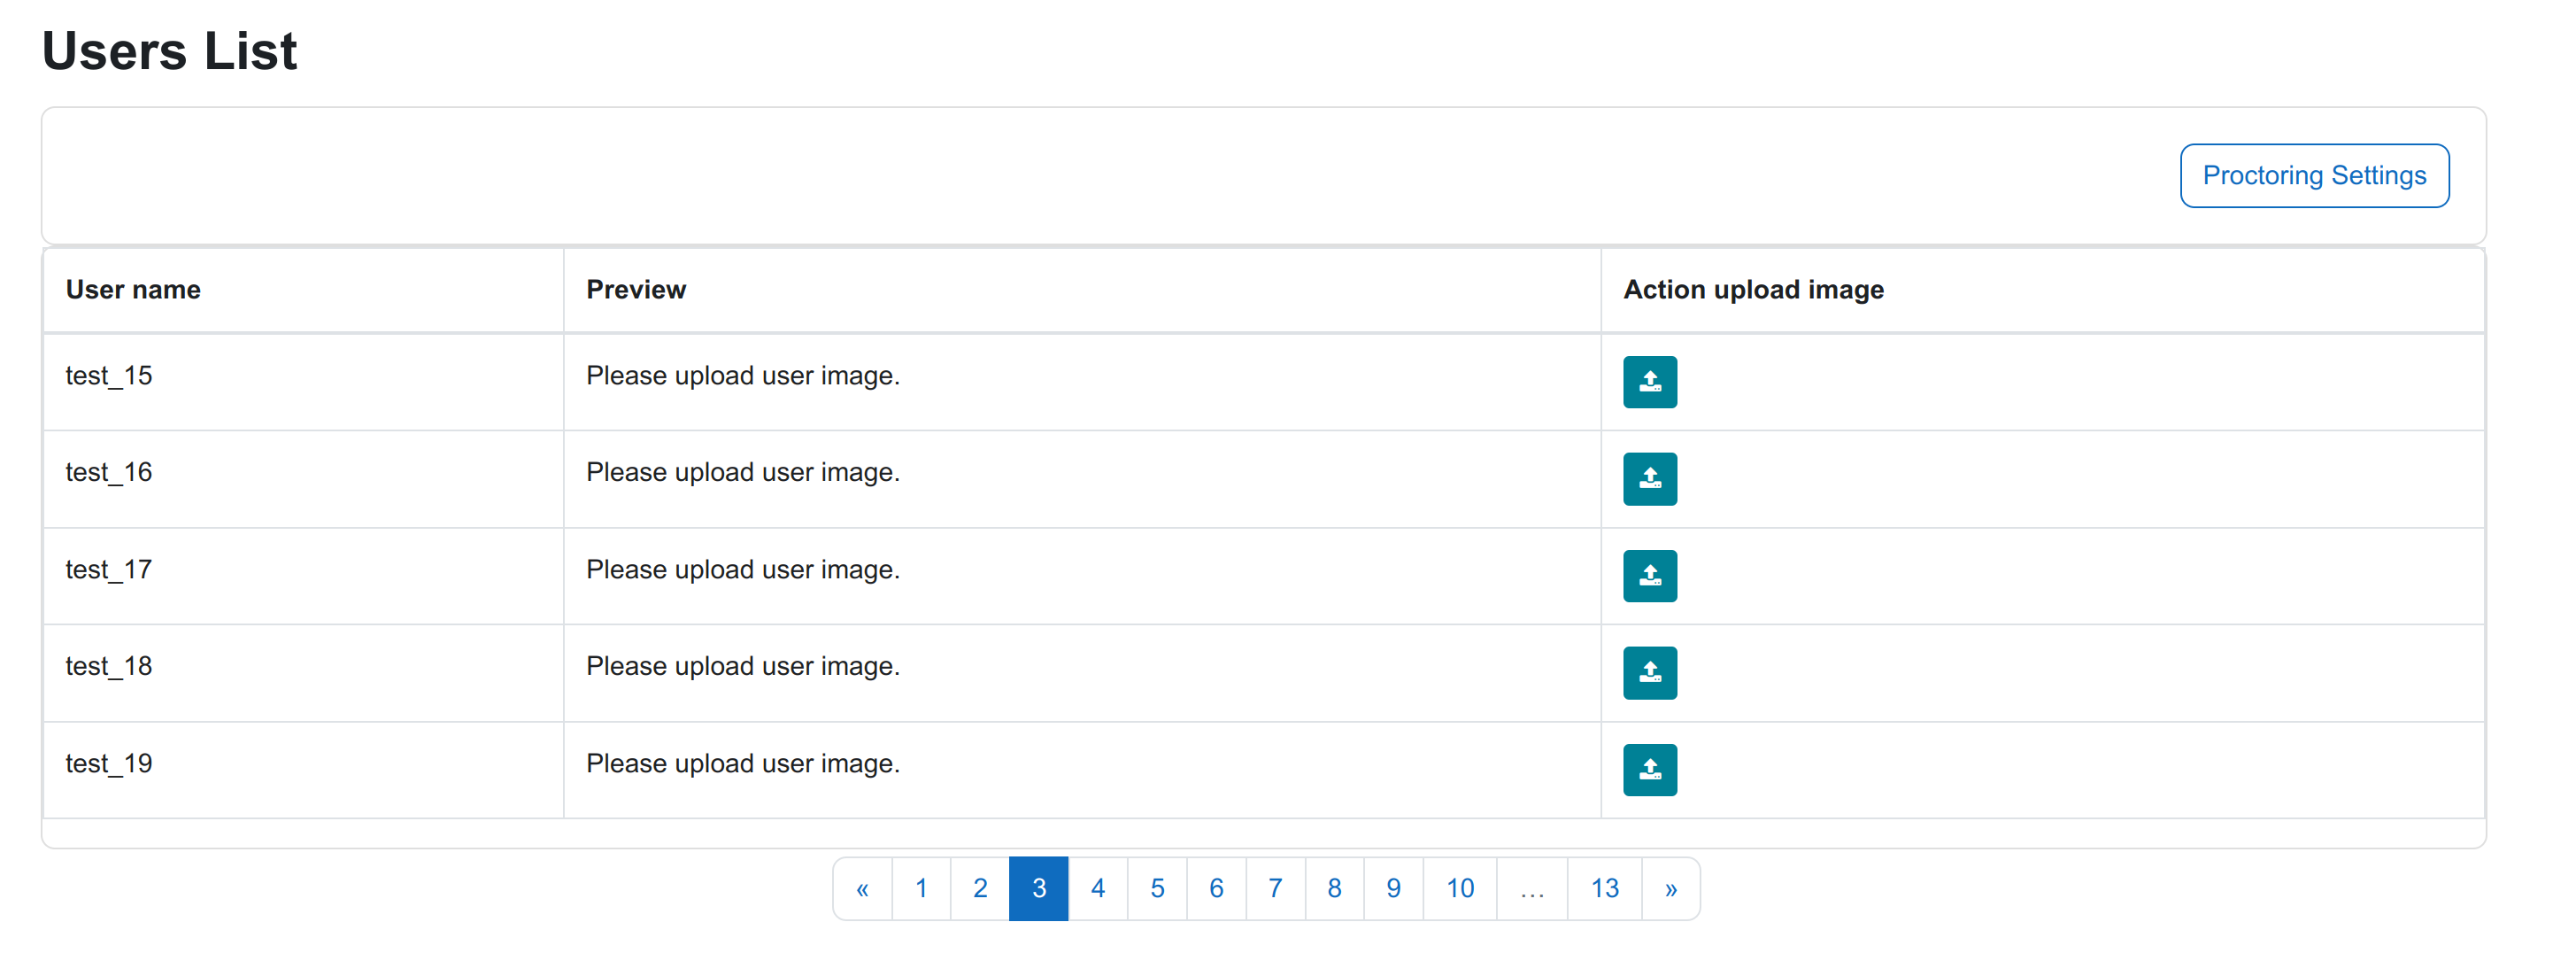 Users List
Proctoring Settings
User name Preview Action upload image
test_15 Please upload user image.
test_16 Please upload user image.
test_17 Please upload user image.
test_18 Please upload user image.
test_19 Please upload user image.
« 1 2 3 4 5 6 7 8 9 10 ... 13 »